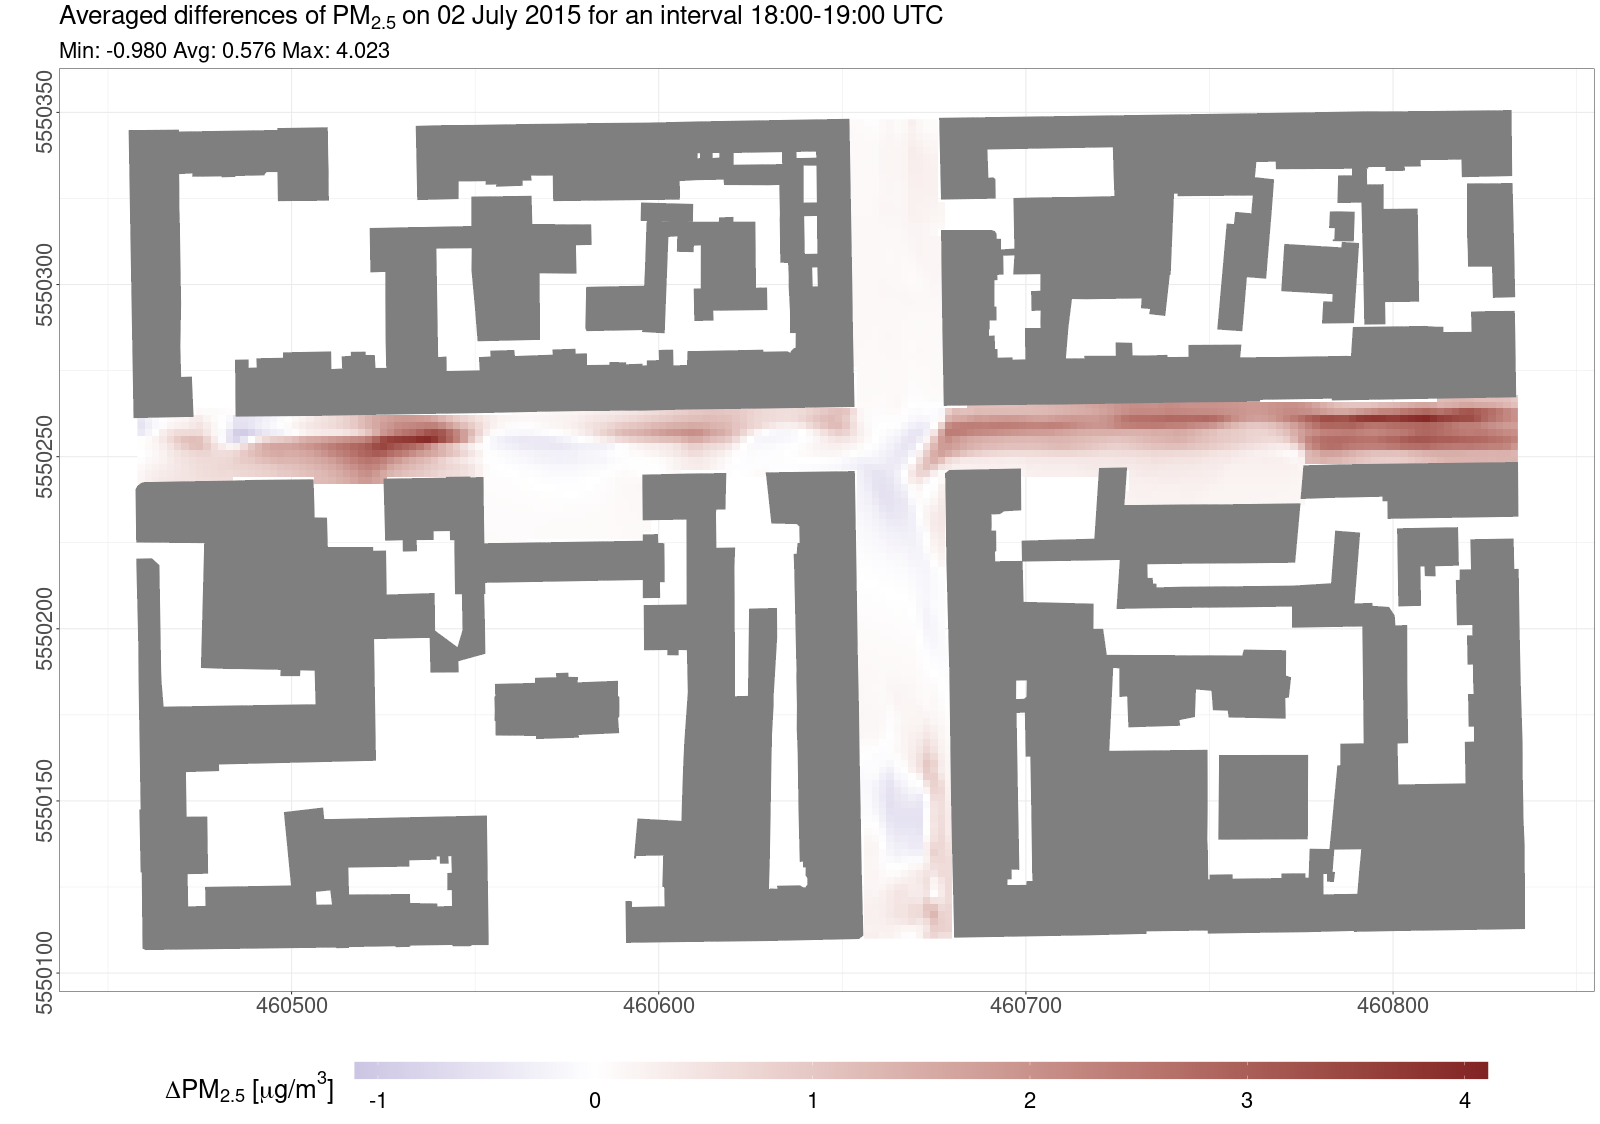 Averaged differences of PM2.5 on 02 July 2015 for an interval 18:00-19:00 UTC
Min: -0.980 Avg: 0.576 Max: 4.023
5550350
5550300
5550250
5550200
5550150
5550100
460500 460600 460700 460800
ΔPM2.5 [μg/m3]
-1 0 1 2 3 4